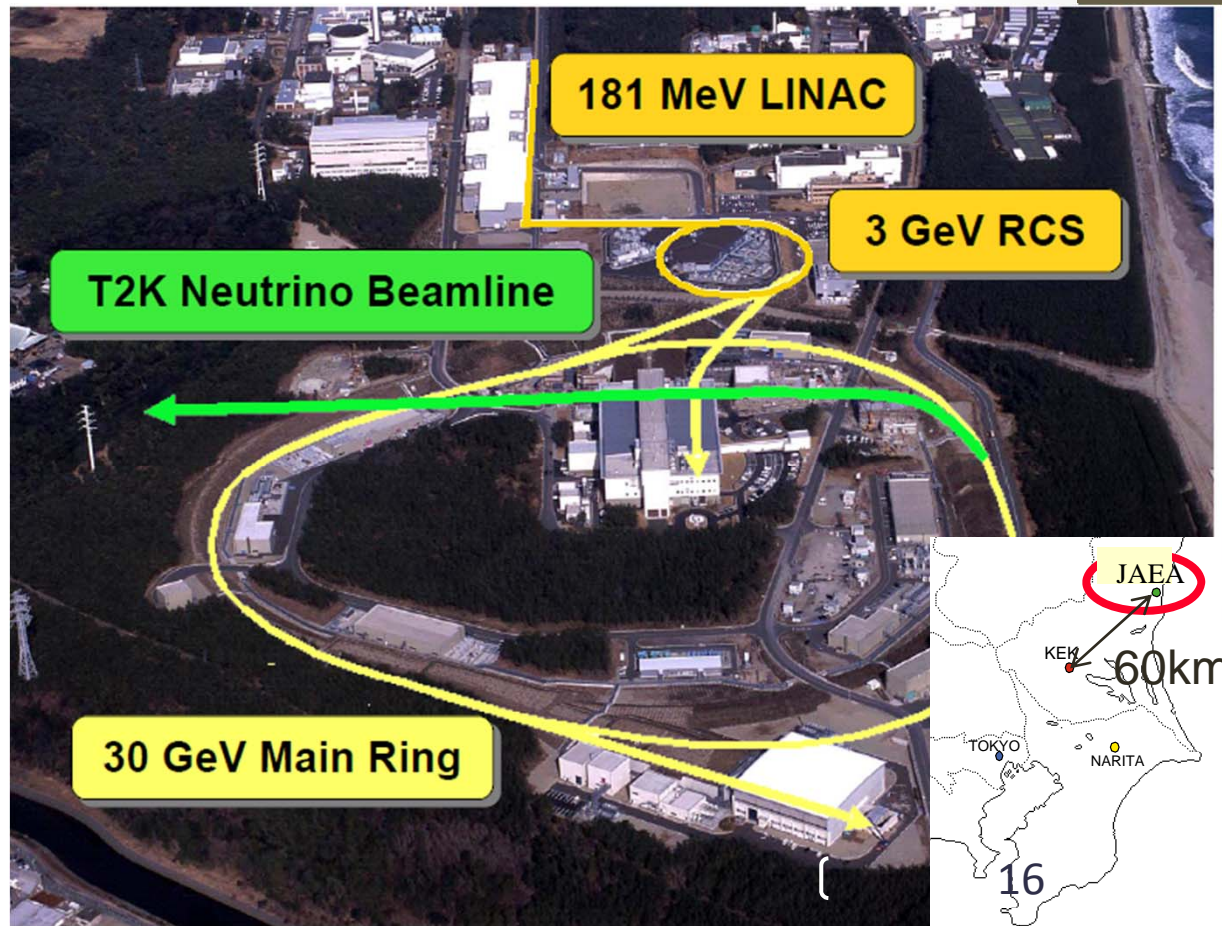 181 MeV LINAC
3 GeV RCS
T2K Neutrino Beamline
30 GeV Main Ring
JAEA
KEK
60km
TOKYO
NARITA
16